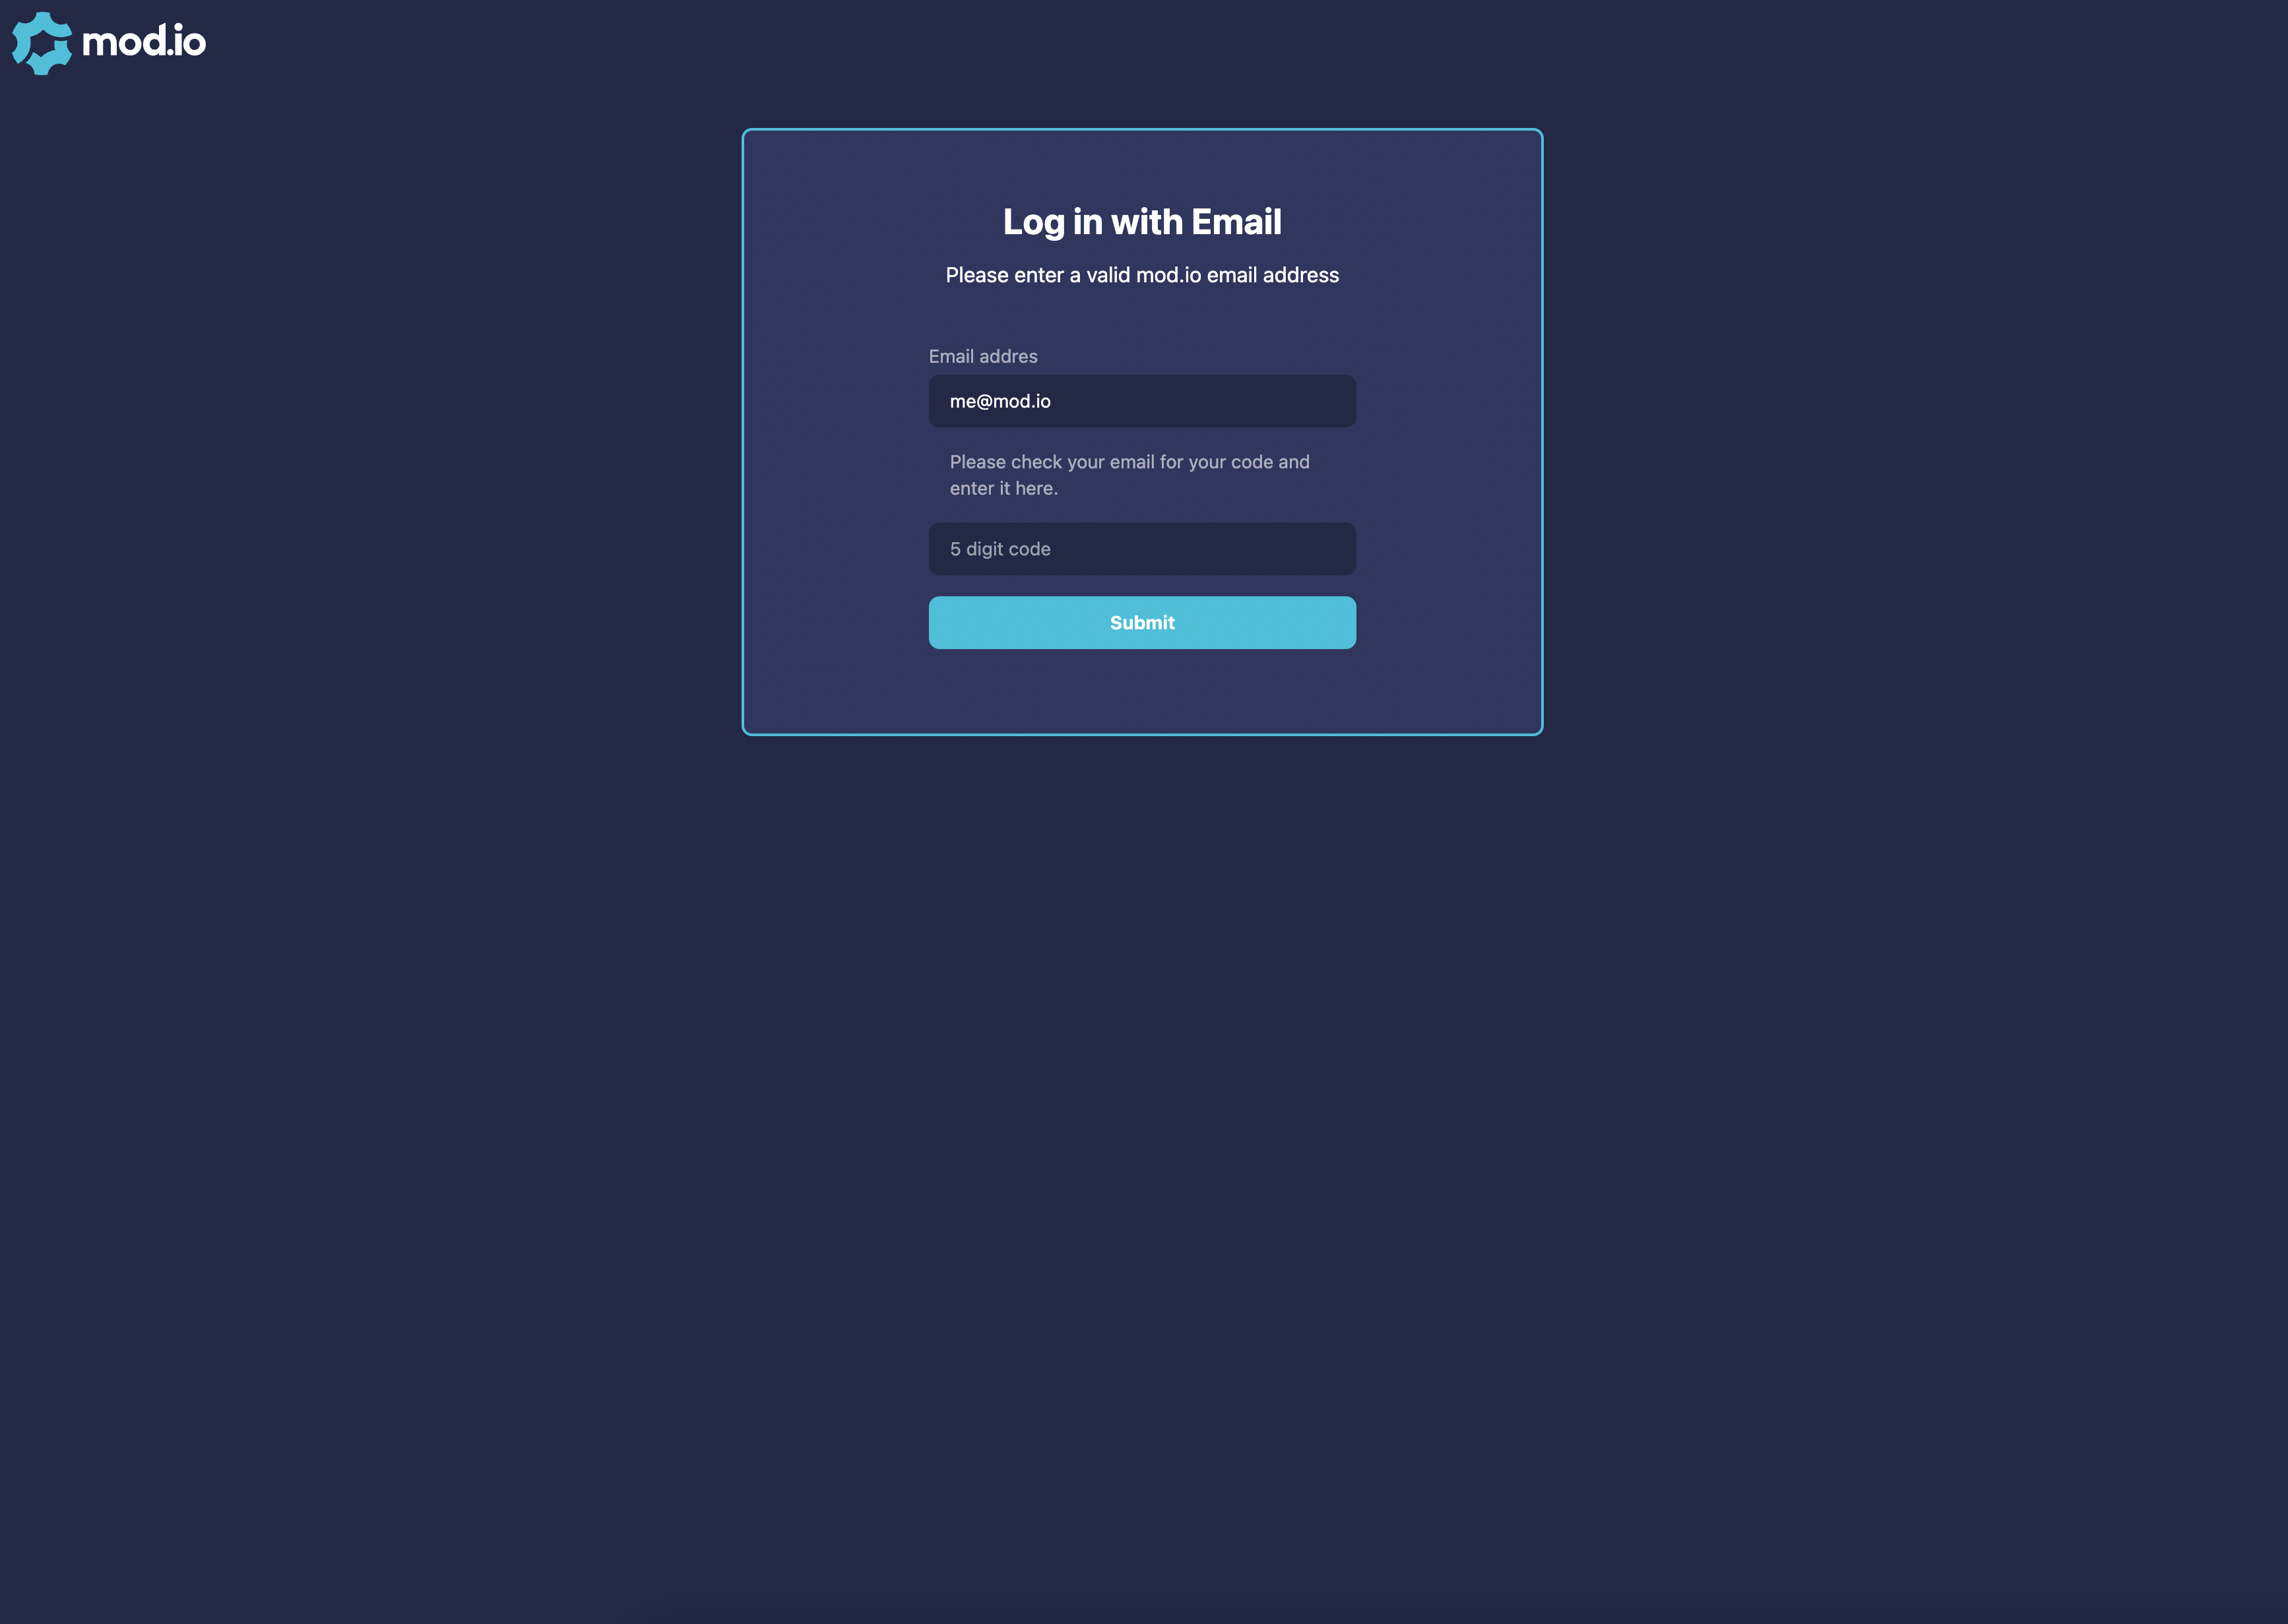 mod.io
Log in with Email
Please enter a valid mod.io email address
Email addres
me@mod.io
Please check your email for your code and
enter it here.
5 digit code
Submit